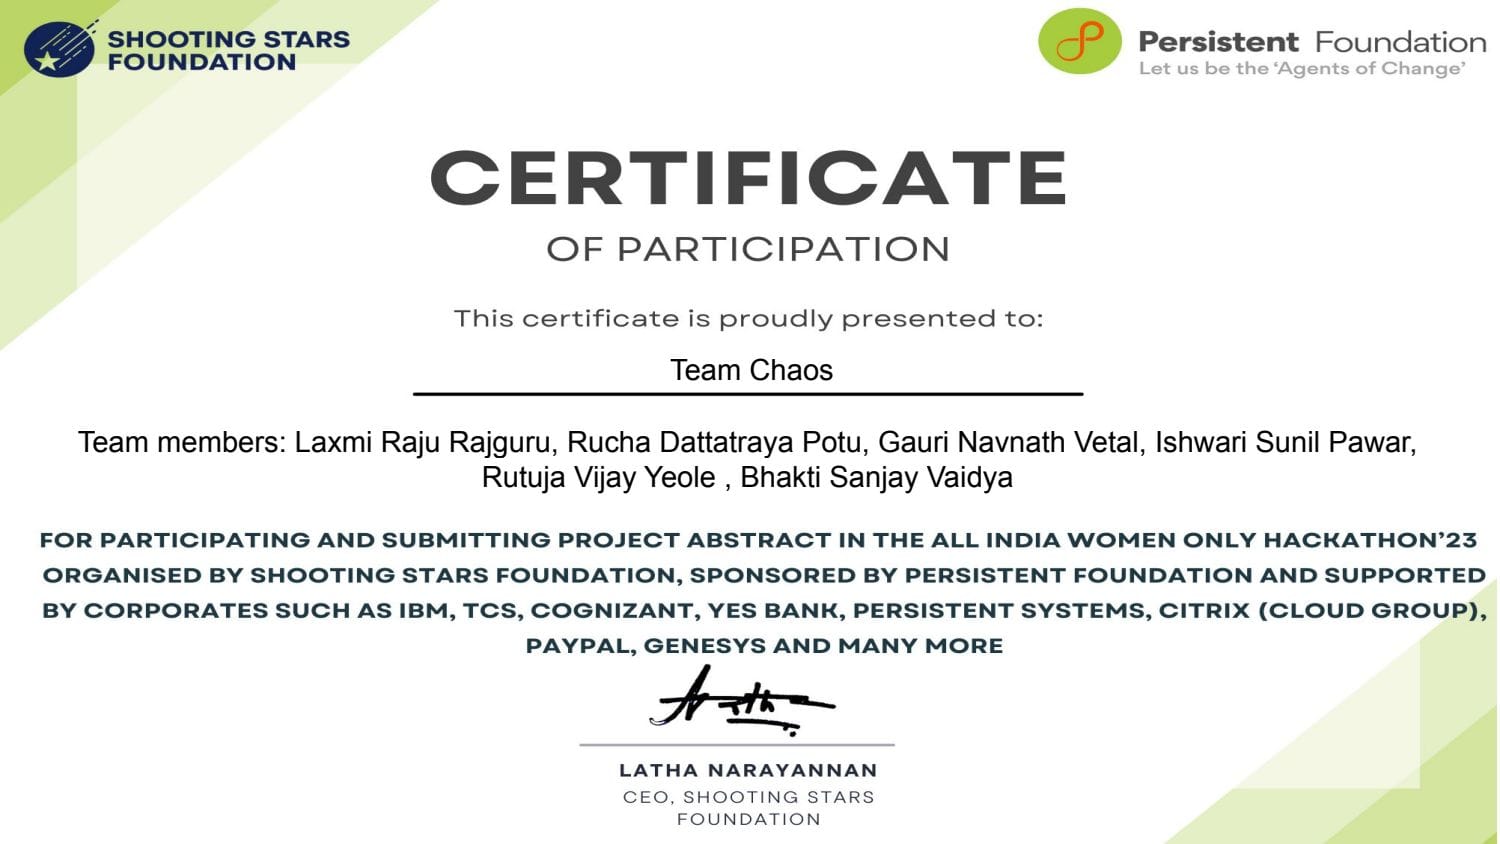 SHOOTING STARS
FOUNDATION
Persistent Foundation
Let us be the ‘Agents of Change’
CERTIFICATE
OF PARTICIPATION
This certificate is proudly presented to:
Team Chaos
Team members: Laxmi Raju Rajguru, Rucha Dattatraya Potu, Gauri Navnath Vetal, Ishwari Sunil Pawar,
Rutuja Vijay Yeole , Bhakti Sanjay Vaidya
FOR PARTICIPATING AND SUBMITTING PROJECT ABSTRACT IN THE ALL INDIA WOMEN ONLY HACKATHON’23
ORGANISED BY SHOOTING STARS FOUNDATION, SPONSORED BY PERSISTENT FOUNDATION AND SUPPORTED
BY CORPORATES SUCH AS IBM, TCS, COGNIZANT, YES BANK, PERSISTENT SYSTEMS, CITRIX (CLOUD GROUP),
PAYPAL, GENESYS AND MANY MORE
LATHA NARAYANNAN
CEO, SHOOTING STARS
FOUNDATION